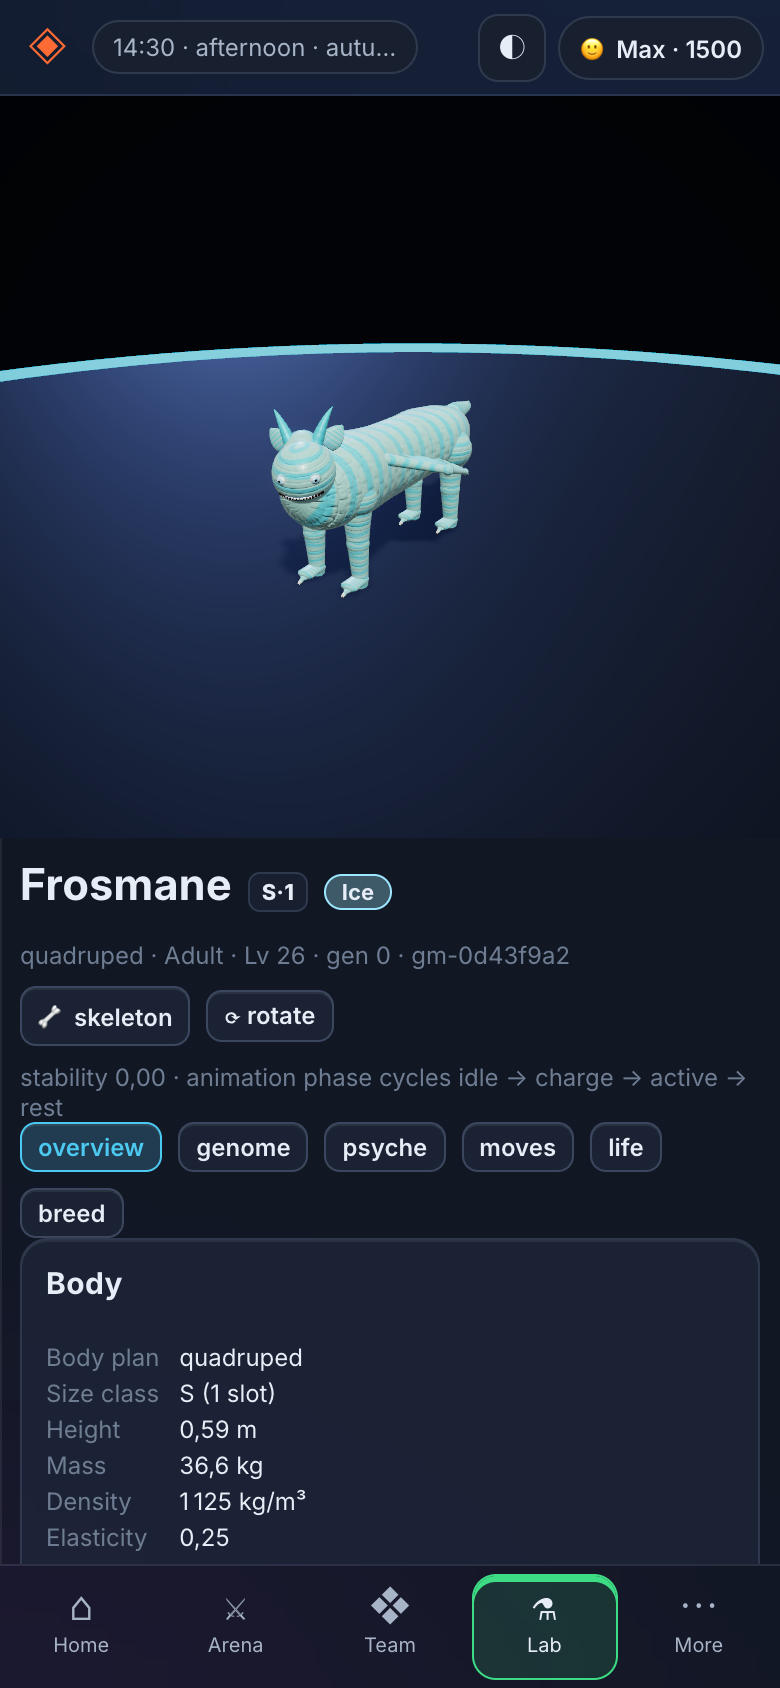 14:30 · afternoon · autu...
Max · 1500
Frosmane S·1 Ice
quadruped · Adult · Lv 26 · gen 0 · gm-0d43f9a2
skeleton rotate
stability 0,00 · animation phase cycles idle → charge → active →
rest
overview genome psyche moves life
breed
Body
Body plan quadruped
Size class S (1 slot)
Height 0,59 m
Mass 36,6 kg
Density 1 125 kg/m³
Elasticity 0,25
Home Arena Team Lab More